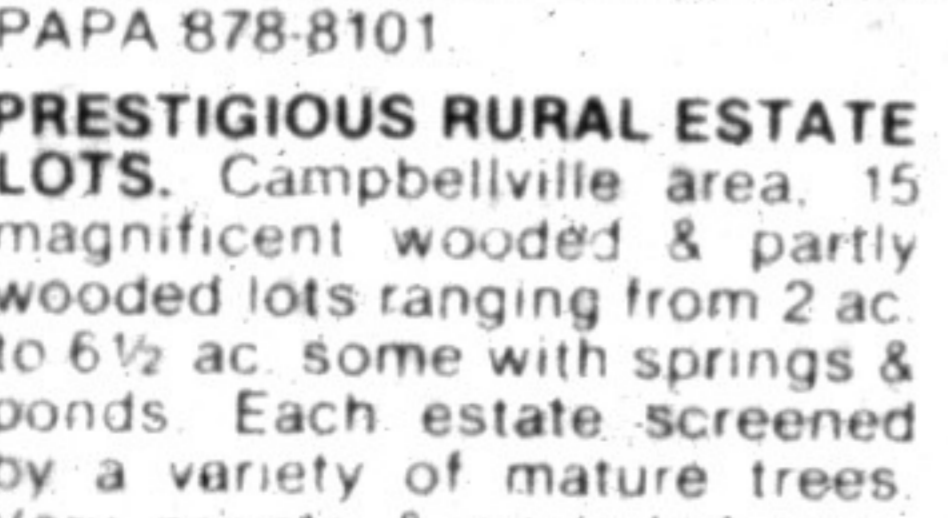 PAPA 878-8101
PRESTIGIOUS RURAL ESTATE
LOTS. Campbellville area, 15
magnificent wooded & partly
wooded lots ranging from 2 ac.
to 6½ ac. some with springs &
ponds. Each estate screened
by a variety of mature trees.